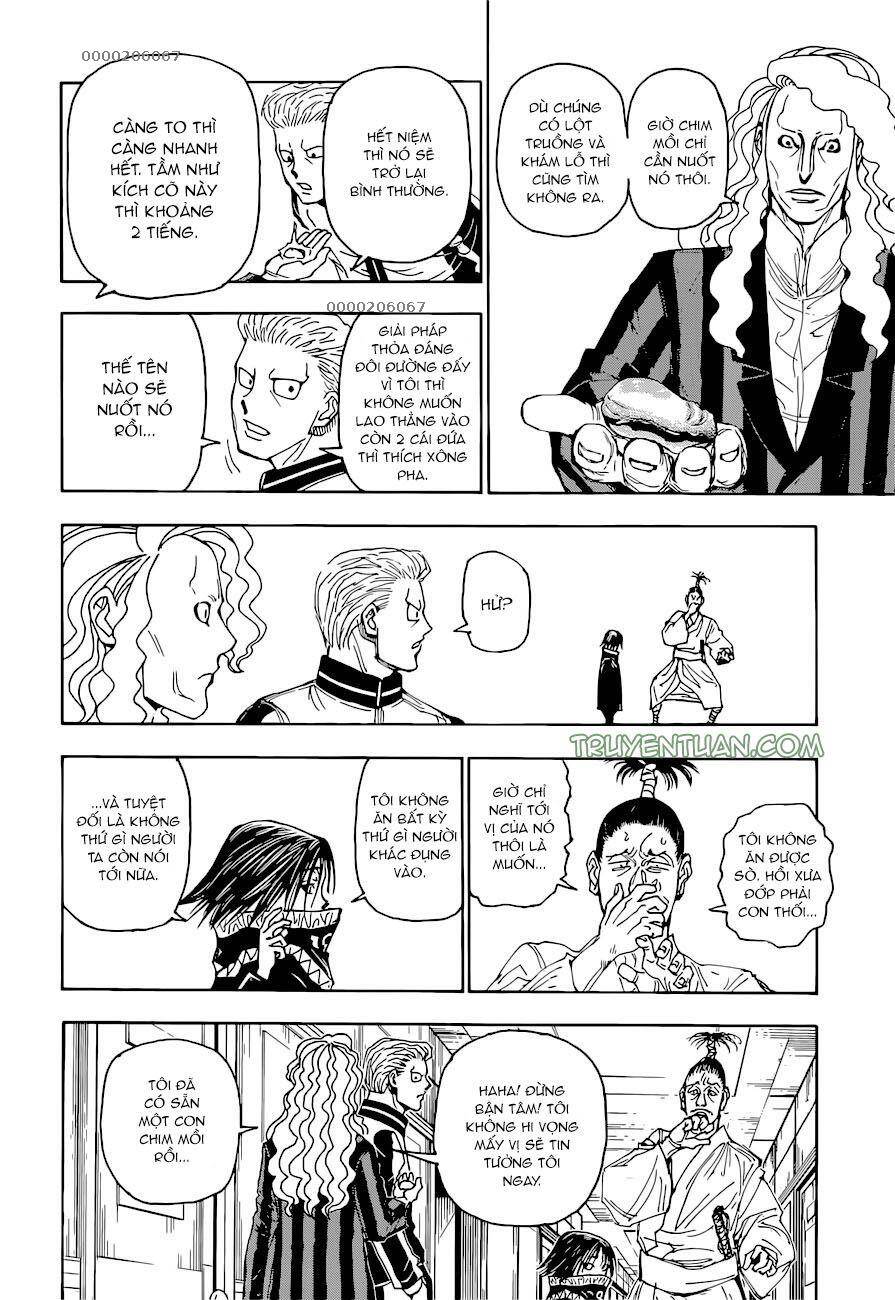 0000206067
GIỜ CHIM
MỒI CHỈ
CẦN NUỐT
NÓ THÔI.
DÙ CHÚNG
CÓ LỘT
TRUỒNG VÀ
KHÁM LỖ THÌ
CŨNG TÌM
KHÔNG RA.
HẾT NIỆM
THÌ NÓ SẼ
TRỞ LẠI
BÌNH THƯỜNG.
CÀNG TO THÌ
CÀNG NHANH
HẾT. TẦM NHƯ
KÍCH CỠ NÀY
THÌ KHOẢNG
2 TIẾNG.
0000206067
GIẢI PHÁP
THỎA ĐÁNG
ĐÔI ĐƯỜNG ĐẤY
VÌ TÔI THÌ
KHÔNG MUỐN
LAO THẲNG VÀO
CÒN 2 CÁI ĐỨA
THÌ THÍCH XÔNG
PHA.
THẾ TÊN
NÀO SẼ
NUỐT NÓ
RỒI...
HỬ?
TRUYENTUAN.COM
TÔI KHÔNG
ĂN ĐƯỢC
SÒ. HỒI XƯA
ĐỚP PHẢI
CON THỐI...
GIỜ CHỈ
NGHĨ TỚI
VỊ CỦA NÓ
THÔI LÀ
MUỐN...
TÔI KHÔNG
ĂN BẤT KỲ
THỨ GÌ NGƯỜI
KHÁC ĐỤNG
VÀO.
...VÀ TUYỆT
ĐỐI LÀ KHÔNG
THỨ GÌ NGƯỜI
TA CÒN NÓI
TỚI NỮA.
HAHA! ĐỪNG
BẬN TÂM! TÔI
KHÔNG HI VỌNG
MẤY VỊ SẼ TIN
TƯỞNG TÔI
NGAY.
TÔI ĐÃ
CÓ SẴN
MỘT CON
CHIM MỒI
RỒI...